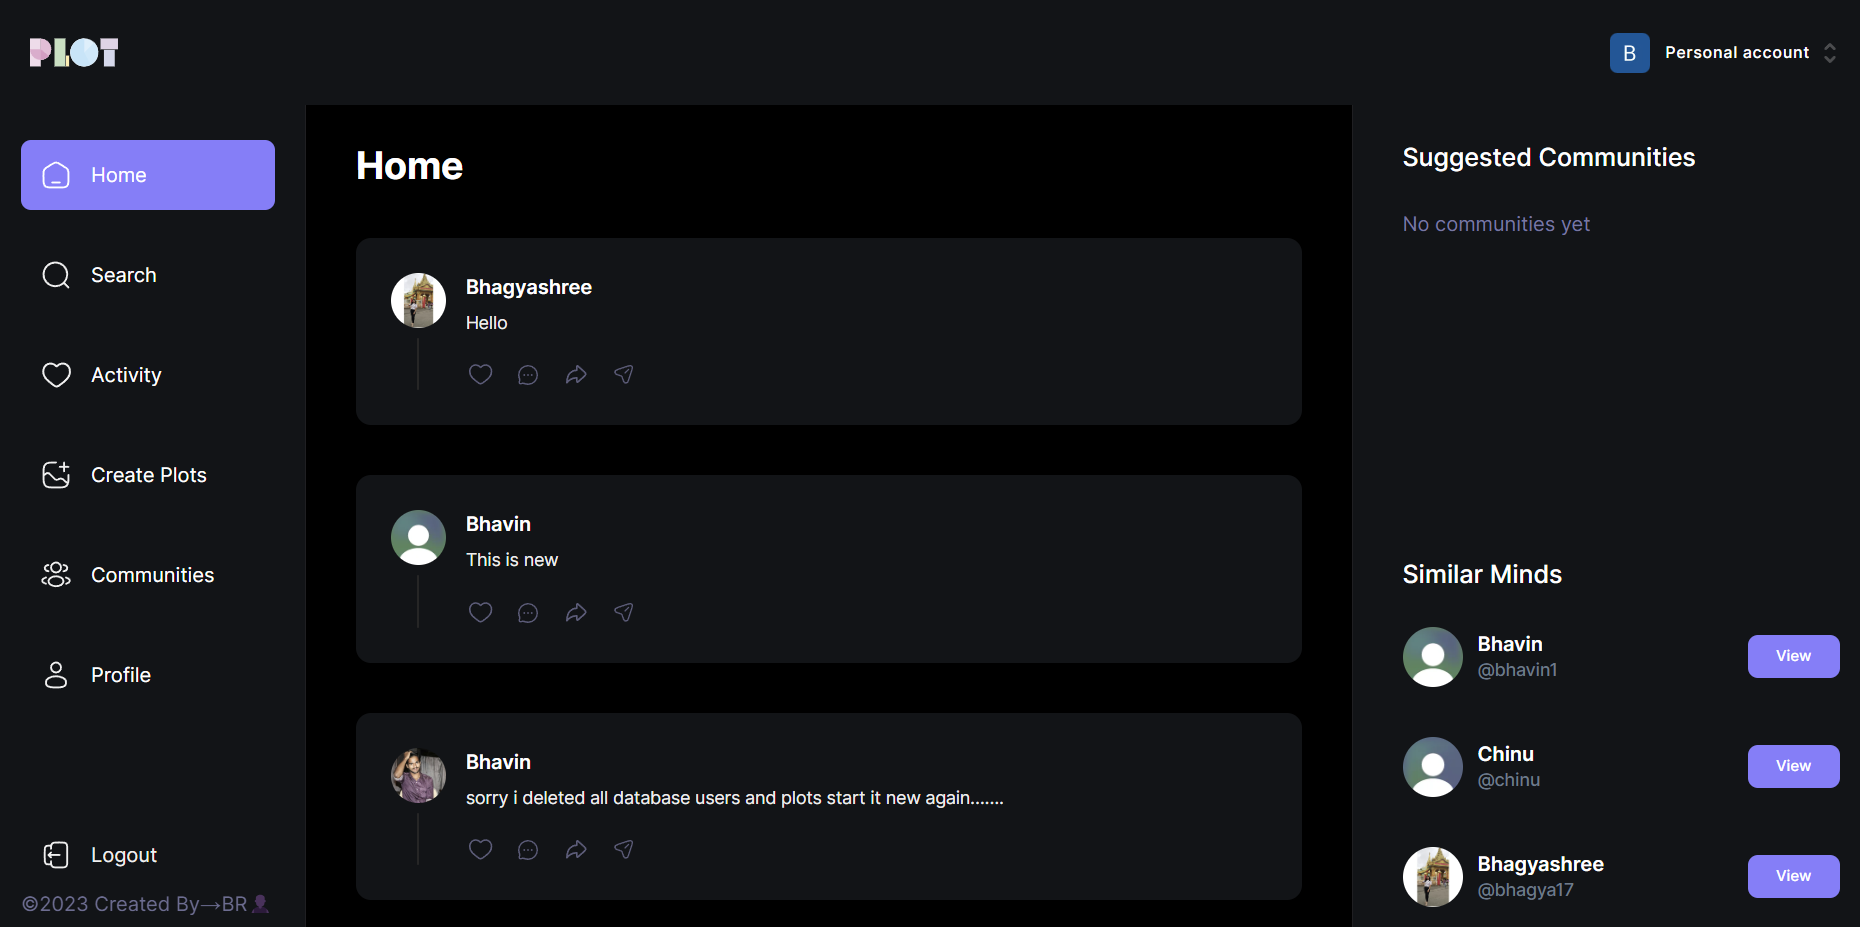 PLOT
B
Personal account
Home
Search
Activity
Create Plots
Communities
Profile
Logout
©2023 Created By→BR👤
Home
Bhagyashree
Hello
Bhavin
This is new
Bhavin
sorry i deleted all database users and plots start it new again.......
Suggested Communities
No communities yet
Similar Minds
Bhavin
@bhavin1
View
Chinu
@chinu
View
Bhagyashree
@bhagya17
View